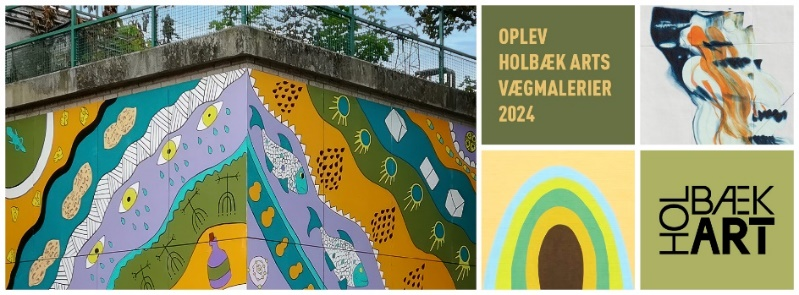 OPLEV
HOLBÆK ARTS
VÆGMALERIER
2024
HOLBÆK
ART